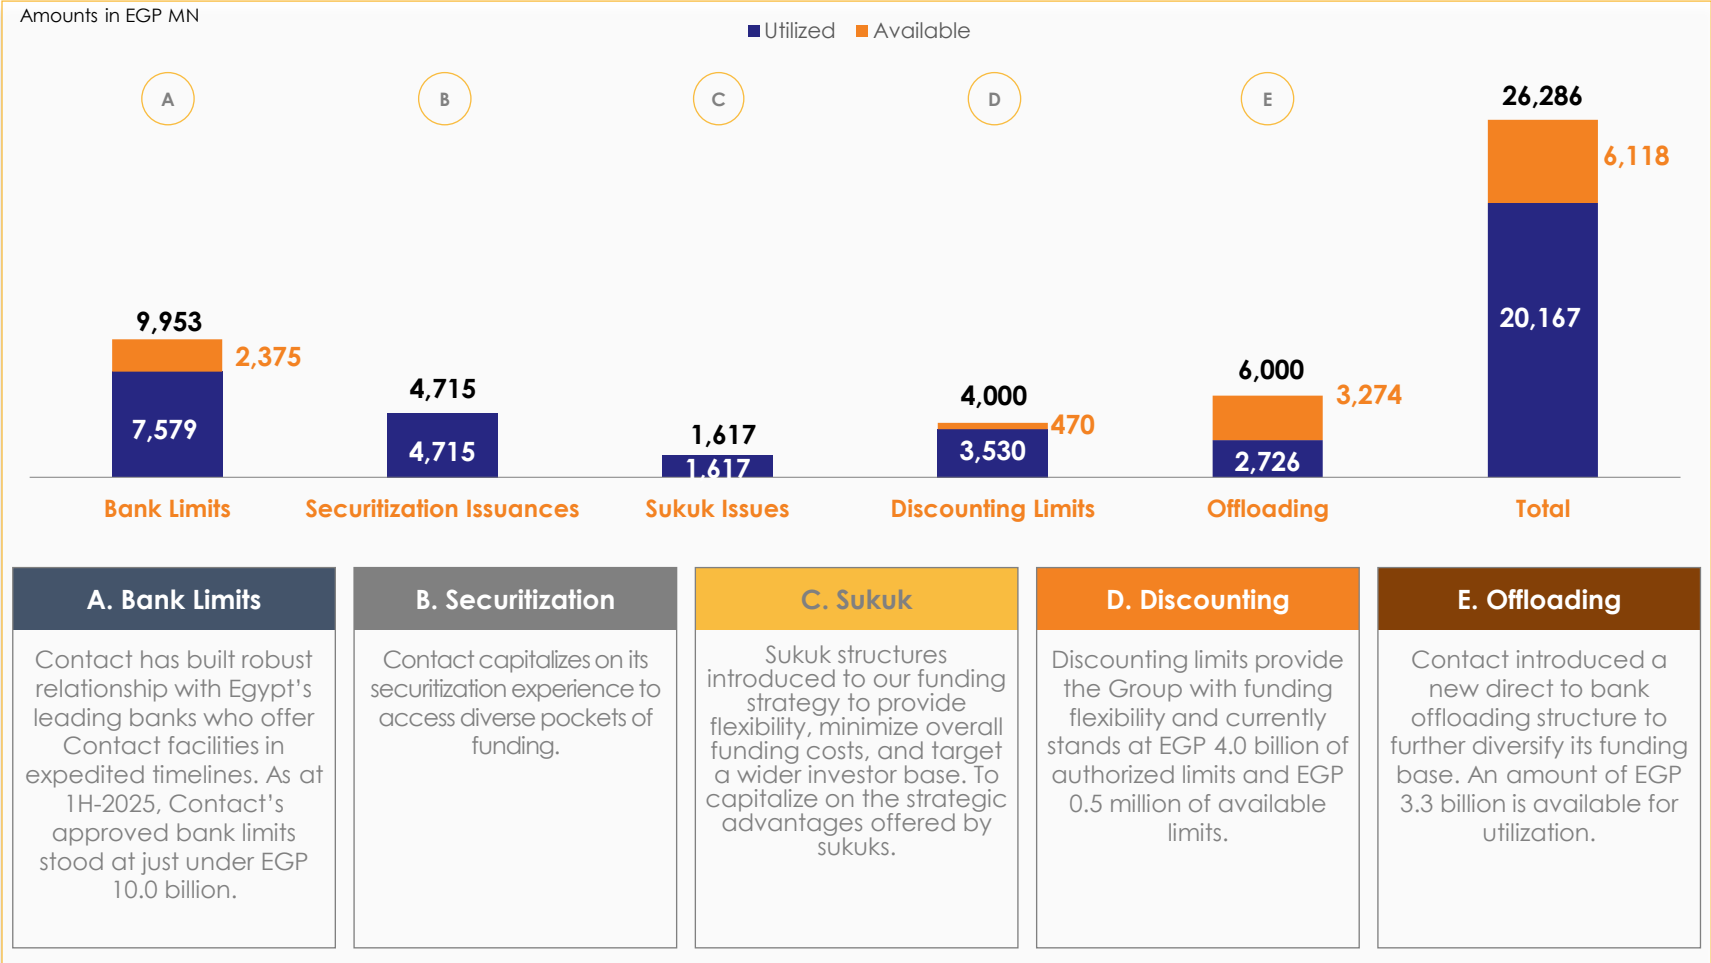 Amounts in EGP MN
Utilized Available
A B C D E
26,286
6,118
20,167
9,953
2,375
7,579
4,715
4,715
1,617
1,617
4,000
470
3,530
6,000
3,274
2,726
Bank Limits Securitization Issuances Sukuk Issues Discounting Limits Offloading Total
A. Bank Limits
Contact has built robust
relationship with Egypt’s
leading banks who offer
Contact facilities in
expedited timelines. As at
1H-2025, Contact’s
approved bank limits
stood at just under EGP
10.0 billion.
B. Securitization
Contact capitalizes on its
securitization experience to
access diverse pockets of
funding.
C. Sukuk
Sukuk structures
introduced to our funding
strategy to provide
flexibility, minimize overall
funding costs, and target
a wider investor base. To
capitalize on the strategic
advantages offered by
sukuks.
D. Discounting
Discounting limits provide
the Group with funding
flexibility and currently
stands at EGP 4.0 billion of
authorized limits and EGP
0.5 million of available
limits.
E. Offloading
Contact introduced a
new direct to bank
offloading structure to
further diversify its funding
base. An amount of EGP
3.3 billion is available for
utilization.